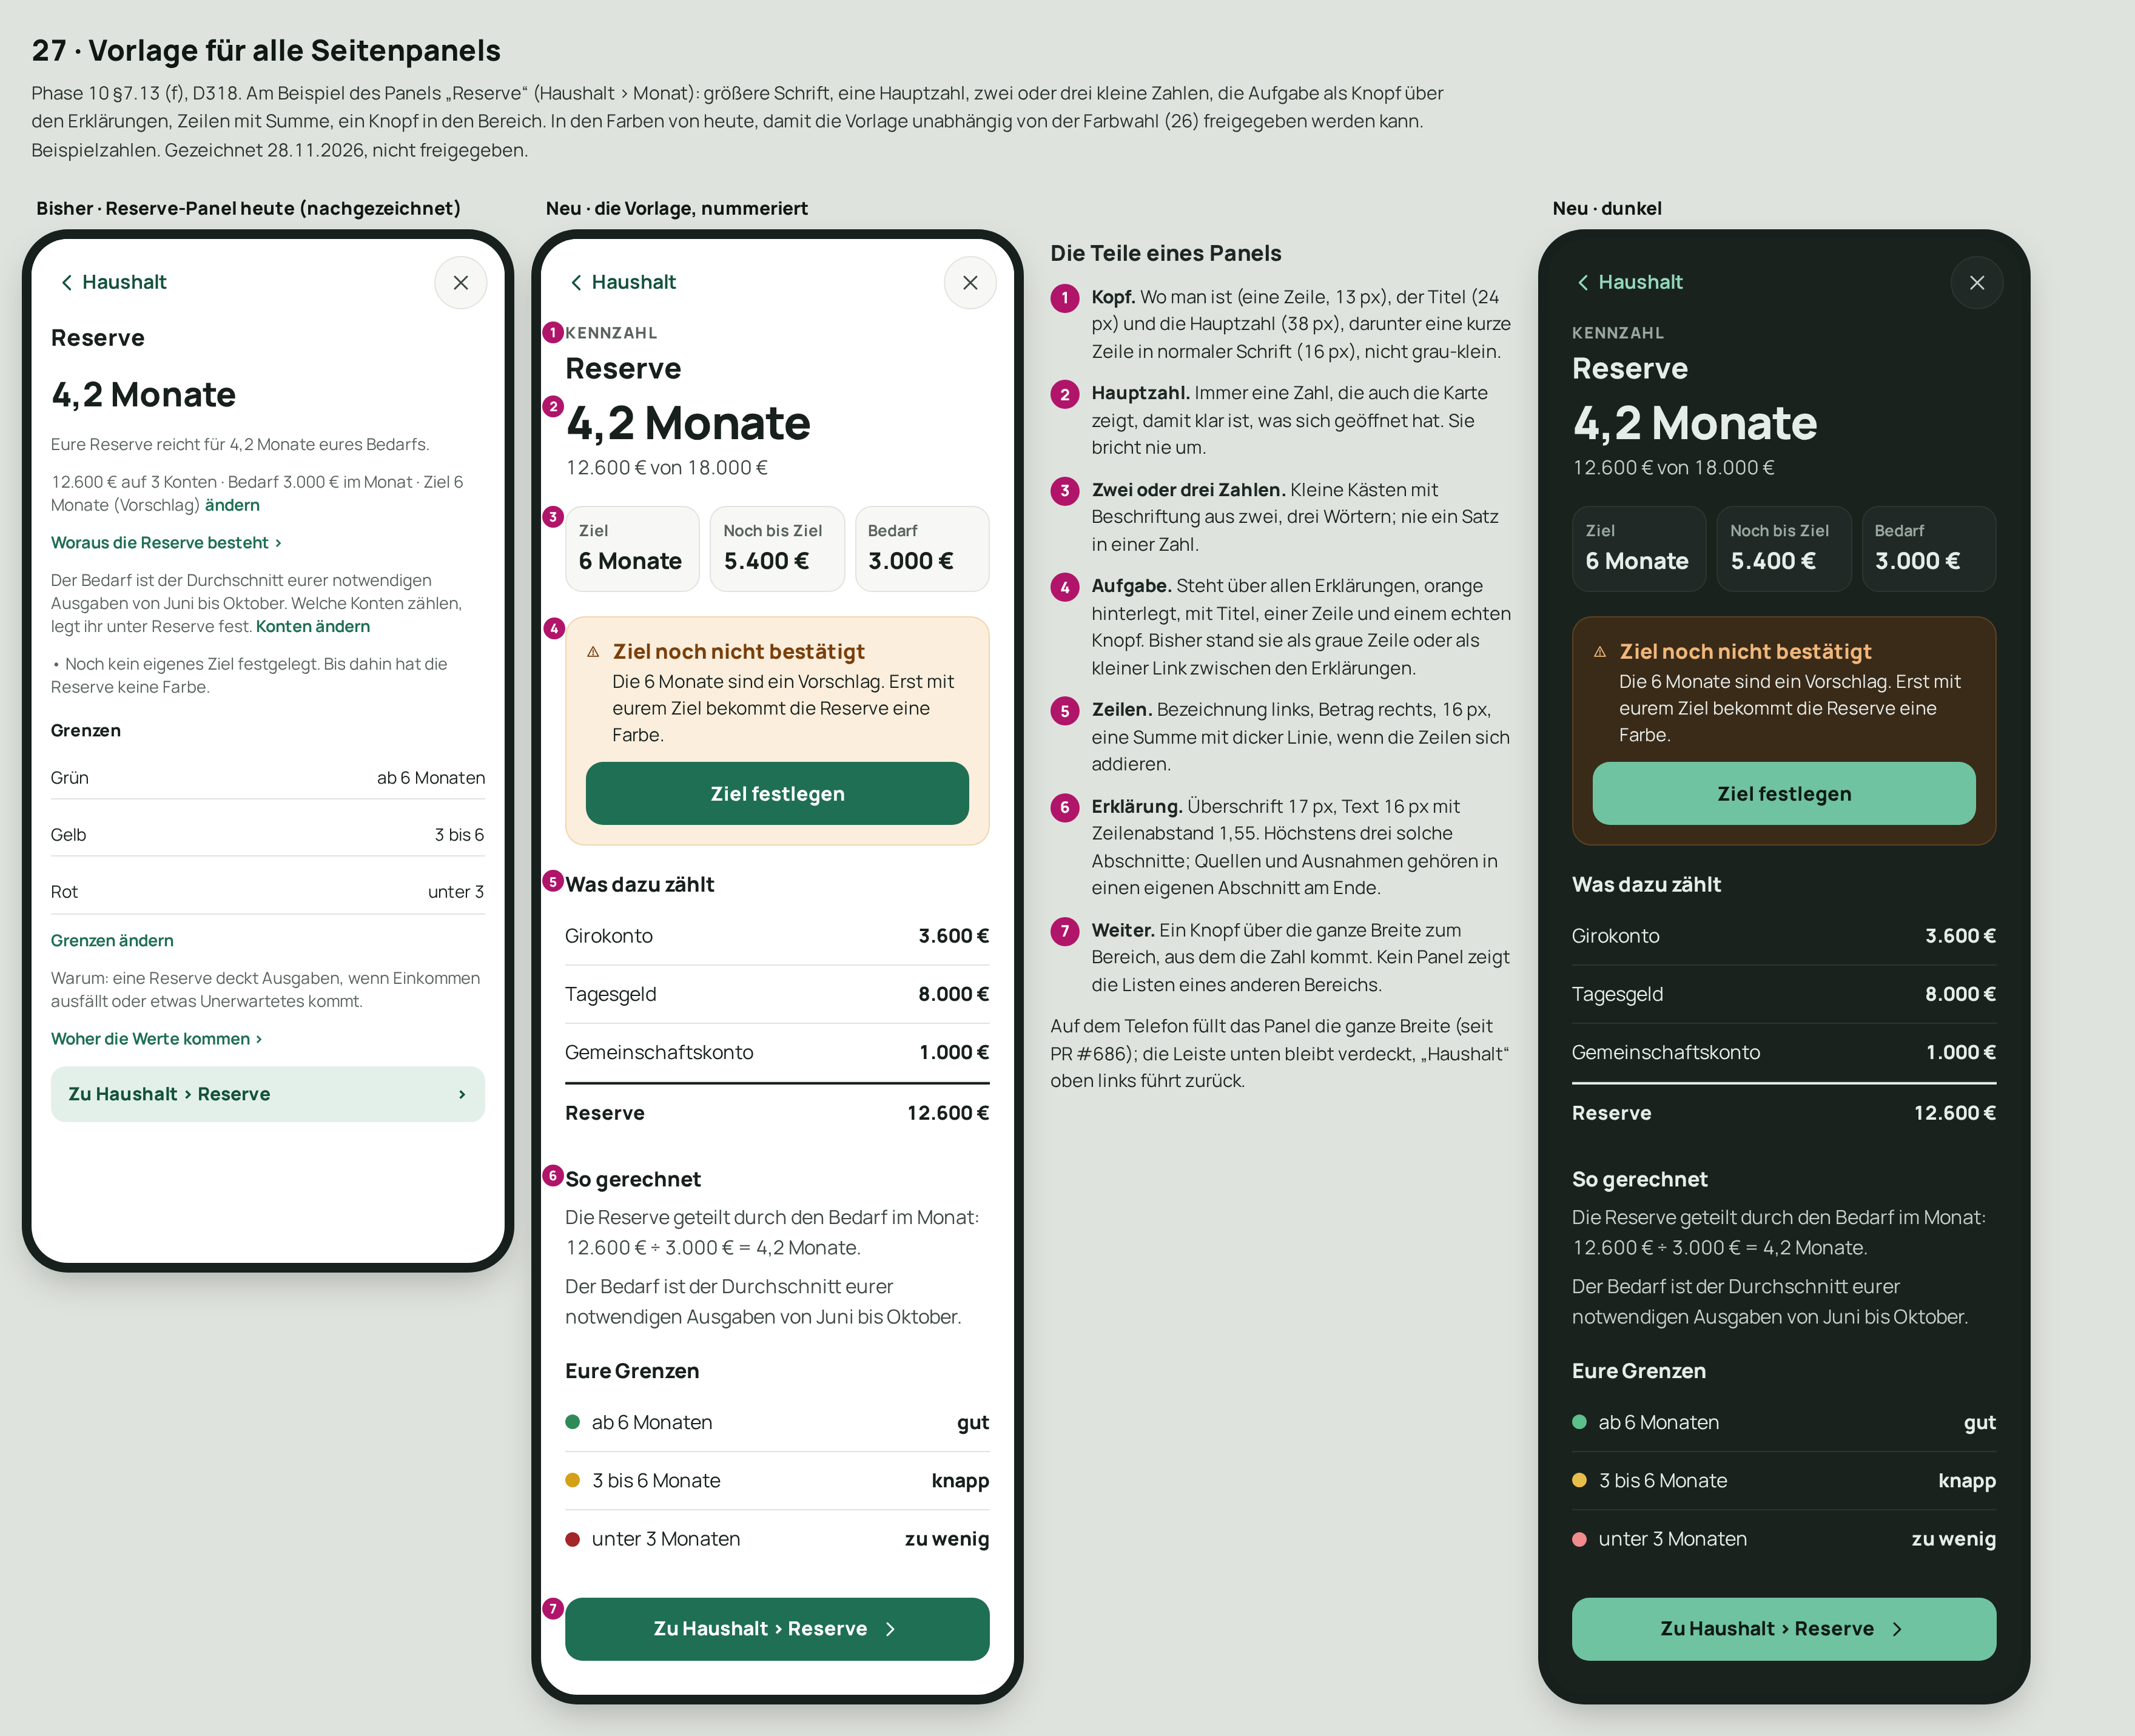 27 · Vorlage für alle Seitenpanels
Phase 10 §7.13 (f), D318. Am Beispiel des Panels „Reserve“ (Haushalt › Monat): größere Schrift, eine Hauptzahl, zwei oder drei kleine Zahlen, die Aufgabe als Knopf über
den Erklärungen, Zeilen mit Summe, ein Knopf in den Bereich. In den Farben von heute, damit die Vorlage unabhängig von der Farbwahl (26) freigegeben werden kann.
Beispielzahlen. Gezeichnet 28.11.2026, nicht freigegeben.
Bisher · Reserve-Panel heute (nachgezeichnet)
Haushalt
Reserve
4,2 Monate
Eure Reserve reicht für 4,2 Monate eures Bedarfs.
12.600 € auf 3 Konten · Bedarf 3.000 € im Monat · Ziel 6
Monate (Vorschlag) ändern
Woraus die Reserve besteht ›
Der Bedarf ist der Durchschnitt eurer notwendigen
Ausgaben von Juni bis Oktober. Welche Konten zählen,
legt ihr unter Reserve fest. Konten ändern
• Noch kein eigenes Ziel festgelegt. Bis dahin hat die
Reserve keine Farbe.
Grenzen
Grün ab 6 Monaten
Gelb 3 bis 6
Rot unter 3
Grenzen ändern
Warum: eine Reserve deckt Ausgaben, wenn Einkommen
ausfällt oder etwas Unerwartetes kommt.
Woher die Werte kommen ›
Zu Haushalt › Reserve ›
Neu · die Vorlage, nummeriert
Haushalt
1 KENNZAHL
Reserve
2 4,2 Monate
12.600 € von 18.000 €
3 Ziel Noch bis Ziel Bedarf
6 Monate 5.400 € 3.000 €
4 Ziel noch nicht bestätigt
Die 6 Monate sind ein Vorschlag. Erst mit
eurem Ziel bekommt die Reserve eine
Farbe.
Ziel festlegen
5 Was dazu zählt
Girokonto 3.600 €
Tagesgeld 8.000 €
Gemeinschaftskonto 1.000 €
Reserve 12.600 €
6 So gerechnet
Die Reserve geteilt durch den Bedarf im Monat:
12.600 € ÷ 3.000 € = 4,2 Monate.
Der Bedarf ist der Durchschnitt eurer
notwendigen Ausgaben von Juni bis Oktober.
Eure Grenzen
ab 6 Monaten gut
3 bis 6 Monate knapp
unter 3 Monaten zu wenig
7 Zu Haushalt › Reserve
Die Teile eines Panels
1 Kopf. Wo man ist (eine Zeile, 13 px), der Titel (24
px) und die Hauptzahl (38 px), darunter eine kurze
Zeile in normaler Schrift (16 px), nicht grau-klein.
2 Hauptzahl. Immer eine Zahl, die auch die Karte
zeigt, damit klar ist, was sich geöffnet hat. Sie
bricht nie um.
3 Zwei oder drei Zahlen. Kleine Kästen mit
Beschriftung aus zwei, drei Wörtern; nie ein Satz
in einer Zahl.
4 Aufgabe. Steht über allen Erklärungen, orange
hinterlegt, mit Titel, einer Zeile und einem echten
Knopf. Bisher stand sie als graue Zeile oder als
kleiner Link zwischen den Erklärungen.
5 Zeilen. Bezeichnung links, Betrag rechts, 16 px,
eine Summe mit dicker Linie, wenn die Zeilen sich
addieren.
6 Erklärung. Überschrift 17 px, Text 16 px mit
Zeilenabstand 1,55. Höchstens drei solche
Abschnitte; Quellen und Ausnahmen gehören in
einen eigenen Abschnitt am Ende.
7 Weiter. Ein Knopf über die ganze Breite zum
Bereich, aus dem die Zahl kommt. Kein Panel zeigt
die Listen eines anderen Bereichs.
Auf dem Telefon füllt das Panel die ganze Breite (seit
PR #686); die Leiste unten bleibt verdeckt, „Haushalt“
oben links führt zurück.
Neu · dunkel
Haushalt
KENNZAHL
Reserve
4,2 Monate
12.600 € von 18.000 €
Ziel Noch bis Ziel Bedarf
6 Monate 5.400 € 3.000 €
Ziel noch nicht bestätigt
Die 6 Monate sind ein Vorschlag. Erst mit
eurem Ziel bekommt die Reserve eine
Farbe.
Ziel festlegen
Was dazu zählt
Girokonto 3.600 €
Tagesgeld 8.000 €
Gemeinschaftskonto 1.000 €
Reserve 12.600 €
So gerechnet
Die Reserve geteilt durch den Bedarf im Monat:
12.600 € ÷ 3.000 € = 4,2 Monate.
Der Bedarf ist der Durchschnitt eurer
notwendigen Ausgaben von Juni bis Oktober.
Eure Grenzen
ab 6 Monaten gut
3 bis 6 Monate knapp
unter 3 Monaten zu wenig
Zu Haushalt › Reserve